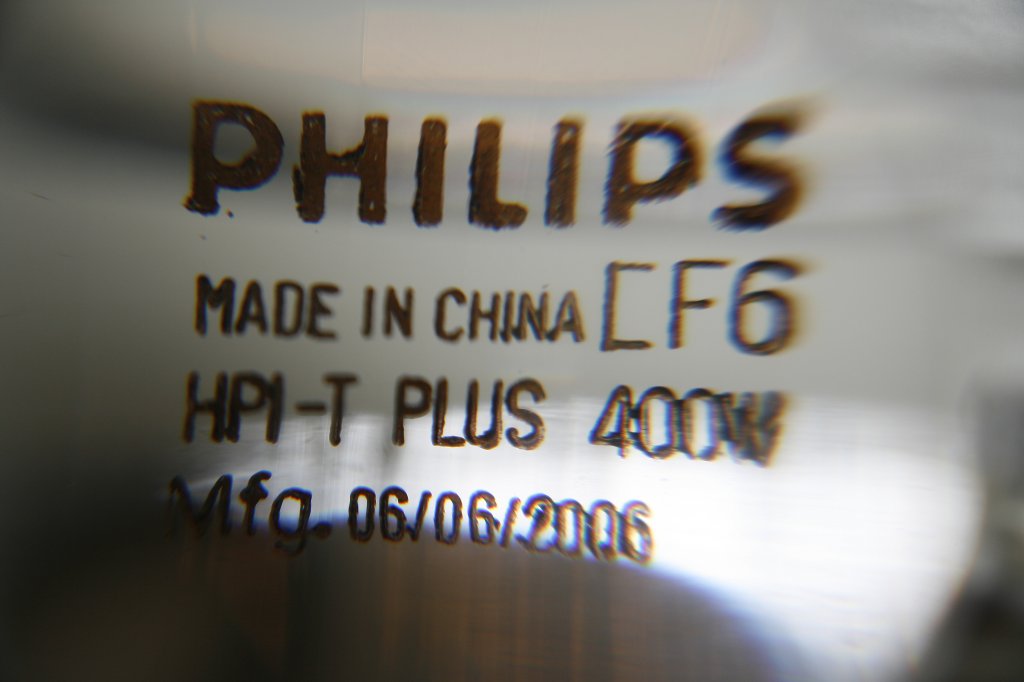 PHILIPS
MADE IN CHINA CF6
HPI-T PLUS 400W
Mfg. 06/06/2006